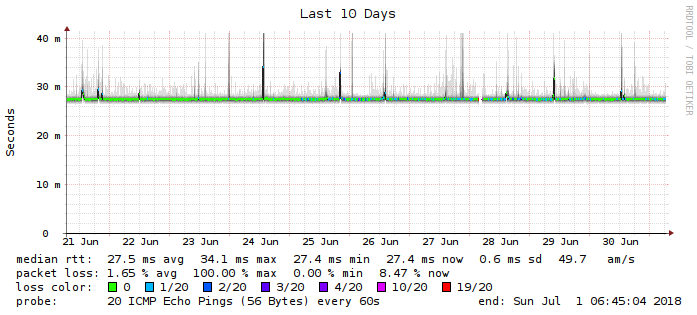 Last 10 Days
RRDTOOL / TOBI OETIKER
Seconds
40 m
30 m
20 m
10 m
0
21 Jun 22 Jun 23 Jun 24 Jun 25 Jun 26 Jun 27 Jun 28 Jun 29 Jun 30 Jun
median rtt: 27.5 ms avg 34.1 ms max 27.4 ms min 27.4 ms now 0.6 ms sd 49.7 am/s
packet loss: 1.65 % avg 100.00 % max 0.00 % min 8.47 % now
loss color: 0 1/20 2/20 3/20 4/20 10/20 19/20
probe: 20 ICMP Echo Pings (56 Bytes) every 60s end: Sun Jul 1 06:45:04 2018